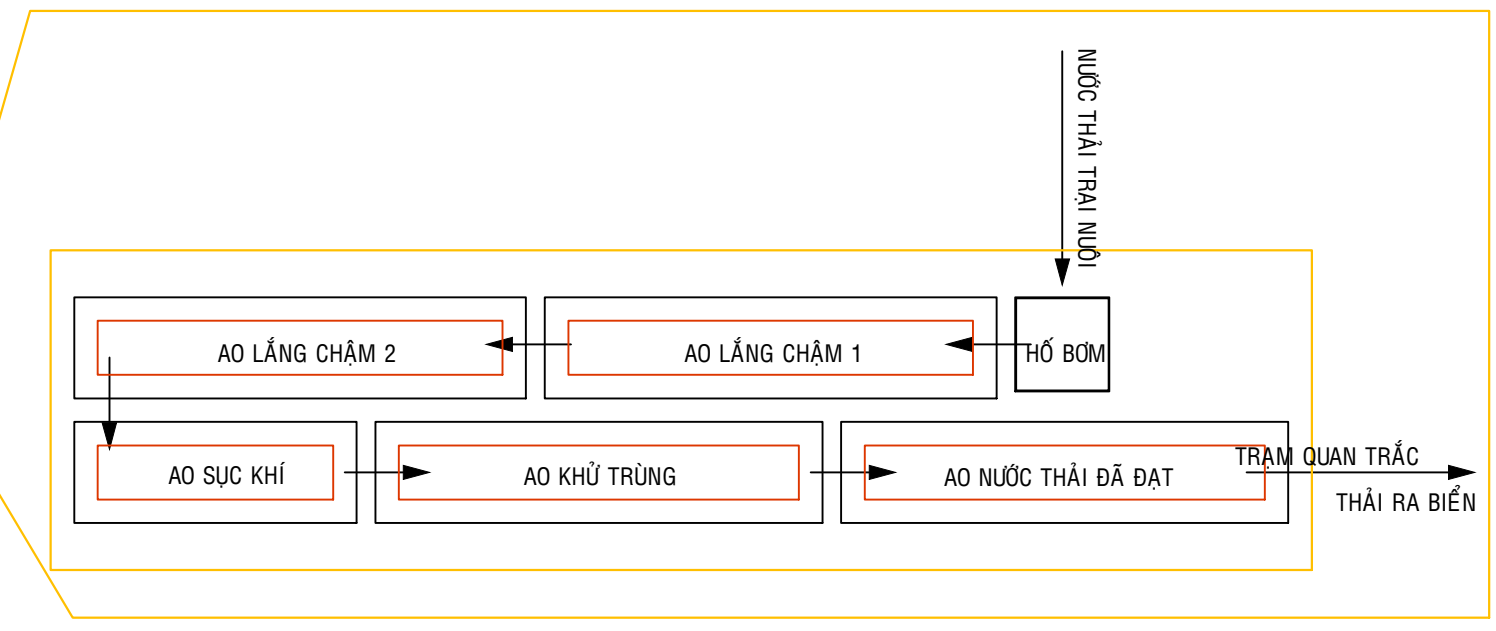 NƯỚC THẢI TRẠI NUÔI
AO LẮNG CHẬM 2
AO LẮNG CHẬM 1
HỐ BƠM
AO SỤC KHÍ
AO KHỬ TRÙNG
AO NƯỚC THẢI ĐÃ ĐẠT
TRẠM QUAN TRẮC
THẢI RA BIỂN